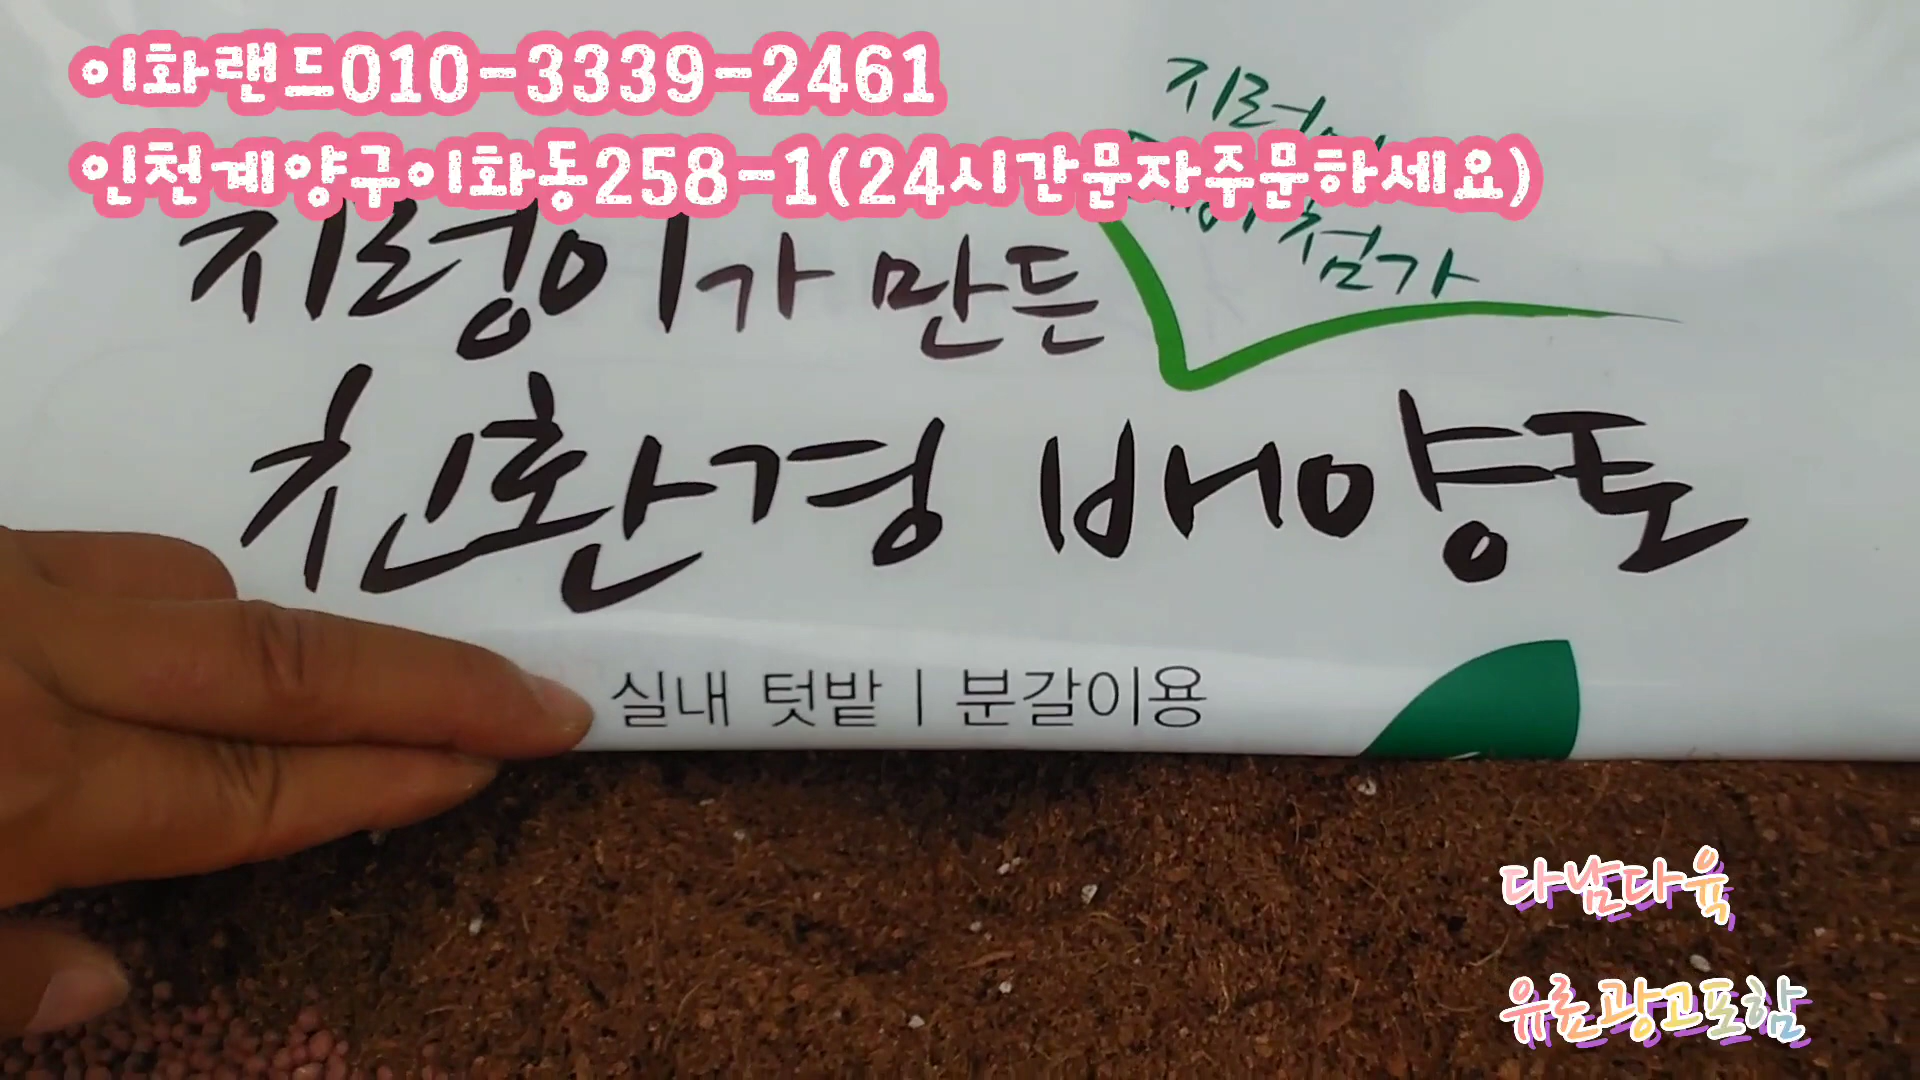 이화랜드010-3339-2461
인천계양구이화동258-1(24시간문자주문하세요)
첨가
지렁이가 만든
친환경 배양토
실내 텃밭 | 분갈이용
다남다육
유료광고포함